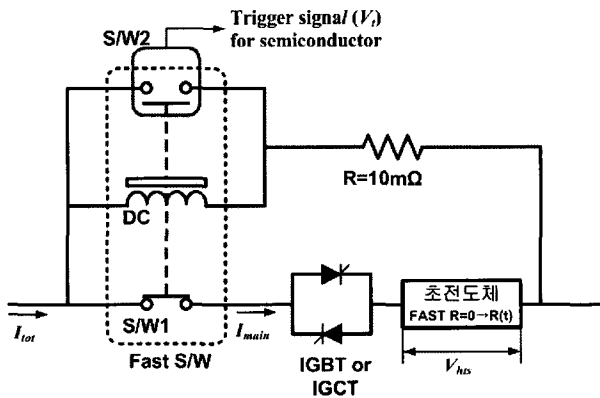 Trigger signal (Vt)
for semiconductor
S/W2
R=10mΩ
DC
S/W1
Fast S/W
Itot
Imain
IGBT or
IGCT
초전도체
FAST R=0→R(t)
Vhts